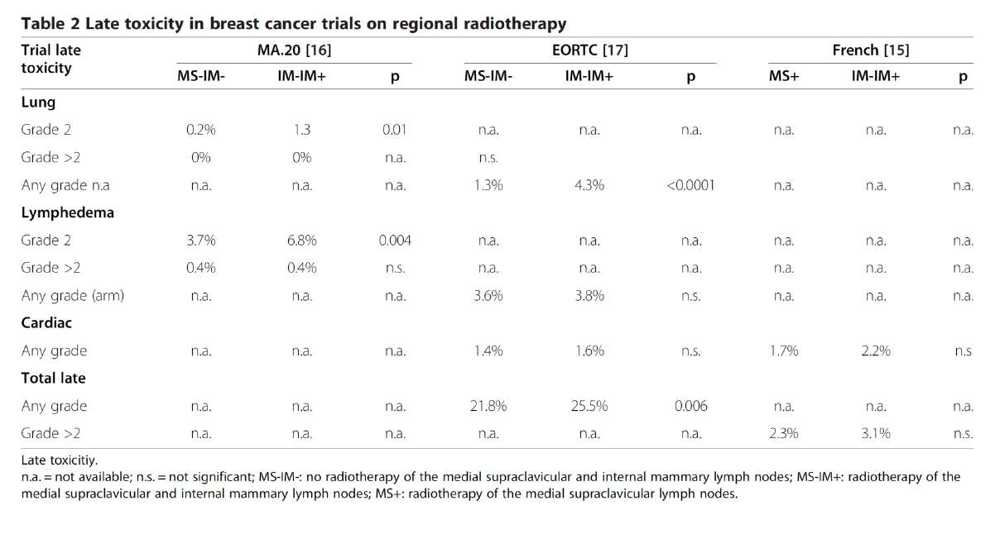 Table 2 Late toxicity in breast cancer trials on regional radiotherapy
Trial late toxicity MA.20 [16] EORTC [17] French [15]
MS-IM- IM-IM+ p MS-IM- IM-IM+ p MS+ IM-IM+ p
Lung
Grade 2 0.2% 1.3 0.01 n.a. n.a. n.a. n.a. n.a. n.a.
Grade >2 0% 0% n.a. n.s.
Any grade n.a n.a. n.a. n.a. 1.3% 4.3% <0.0001 n.a. n.a. n.a.
Lymphedema
Grade 2 3.7% 6.8% 0.004 n.a. n.a. n.a. n.a. n.a. n.a.
Grade >2 0.4% 0.4% n.s. n.a. n.a. n.a. n.a. n.a. n.a.
Any grade (arm) n.a. n.a. n.a. 3.6% 3.8% n.s. n.a. n.a. n.a.
Cardiac
Any grade n.a. n.a. n.a. 1.4% 1.6% n.s. 1.7% 2.2% n.s
Total late
Any grade n.a. n.a. n.a. 21.8% 25.5% 0.006 n.a. n.a. n.a.
Grade >2 n.a. n.a. n.a. n.a. n.a. n.a. 2.3% 3.1% n.s.
Late toxicitiy.
n.a. = not available; n.s. = not significant; MS-IM-: no radiotherapy of the medial supraclavicular and internal mammary lymph nodes; MS-IM+: radiotherapy of the
medial supraclavicular and internal mammary lymph nodes; MS+: radiotherapy of the medial supraclavicular lymph nodes.